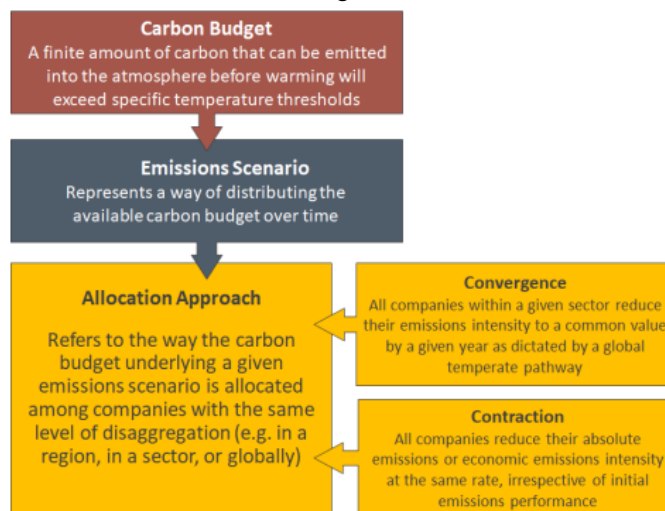 Carbon Budget
A finite amount of carbon that can be emitted
into the atmosphere before warming will
exceed specific temperature thresholds
Emissions Scenario
Represents a way of distributing the
available carbon budget over time
Allocation Approach
Refers to the way the carbon
budget underlying a given
emissions scenario is allocated
among companies with the same
level of disaggregation (e.g. in a
region, in a sector, or globally)
Convergence
All companies within a given sector reduce
their emissions intensity to a common value
by a given year as dictated by a global
temperate pathway
Contraction
All companies reduce their absolute
emissions or economic emissions intensity
at the same rate, irrespective of initial
emissions performance